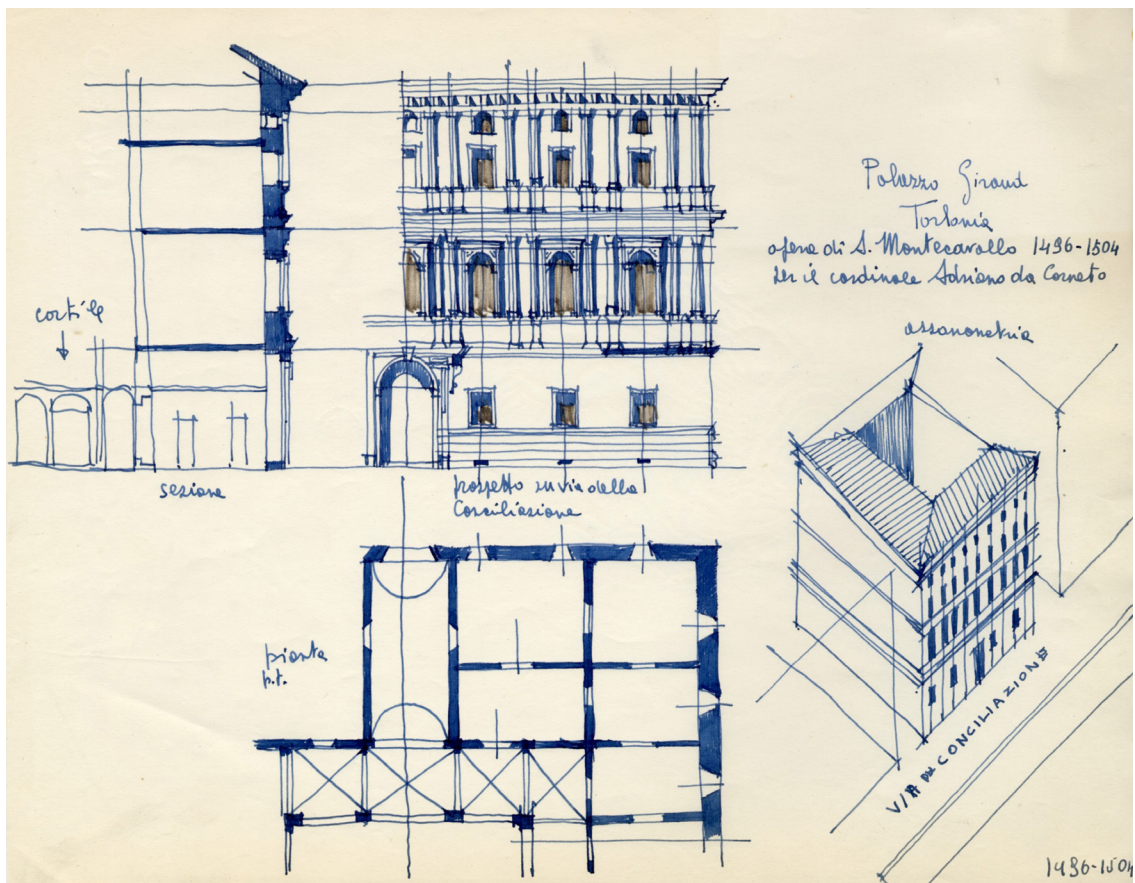 Palazzo Giraud
Torlonia
opera di A. Montecavallo 1496-1504
per il cardinale Adriano da Corneto
cortile
assonometria
sezione
prospetto su via della
Conciliazione
pianta
p.t.
VIA DEL CONCILIAZIONE
1496-1504